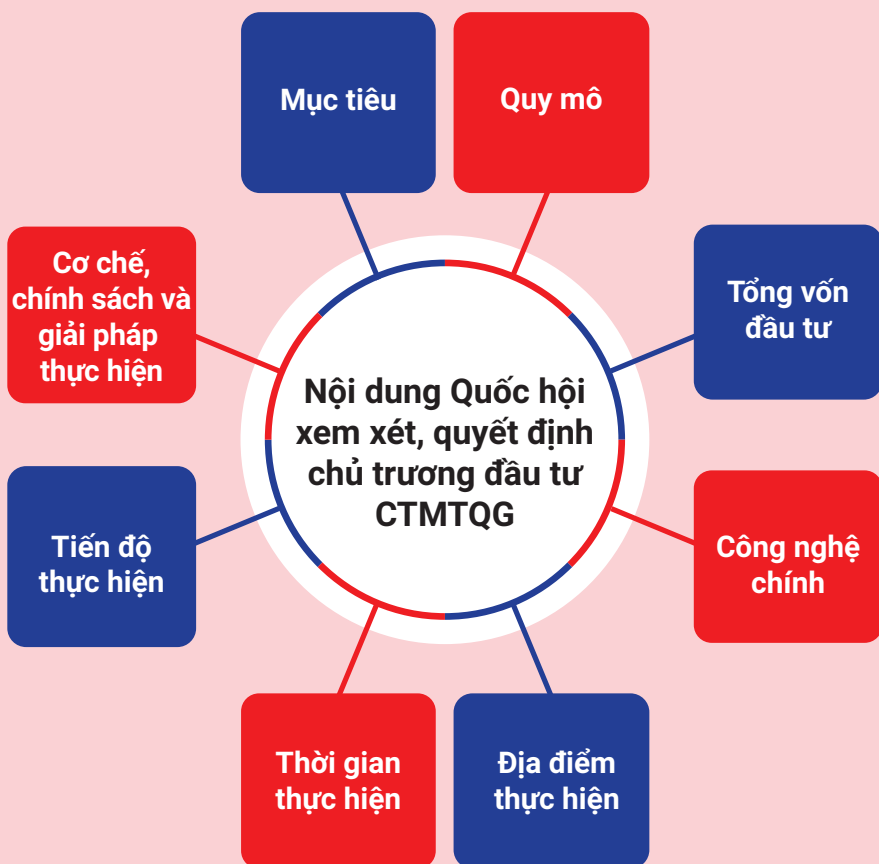 Mục tiêu
Quy mô
Cơ chế,
chính sách và
giải pháp
thực hiện
Tổng vốn
đầu tư
Nội dung Quốc hội
xem xét, quyết định
chủ trương đầu tư
CTMTQG
Tiến độ
thực hiện
Công nghệ
chính
Thời gian
thực hiện
Địa điểm
thực hiện